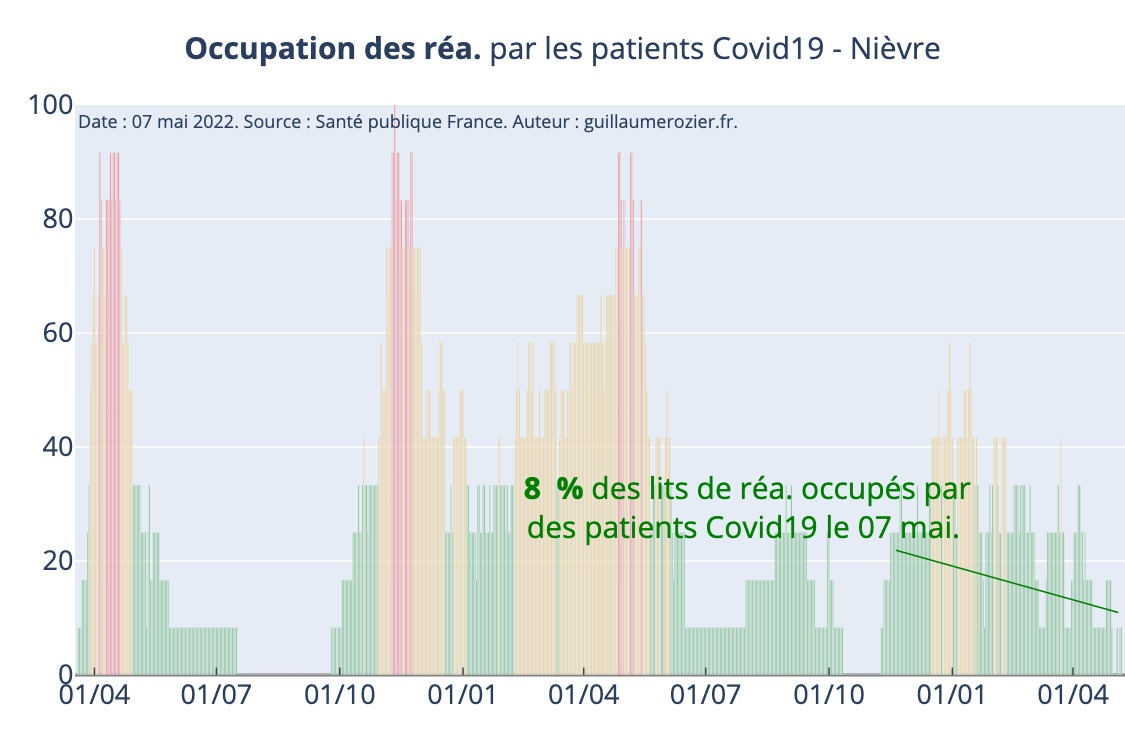 Occupation des réa. par les patients Covid19 - Nièvre
100
Date : 07 mai 2022. Source : Santé publique France. Auteur : guillaumerozier.fr.
80
60
40
8 % des lits de réa. occupés par
des patients Covid19 le 07 mai.
20
0
01/04 01/07 01/10 01/01 01/04 01/07 01/10 01/01 01/04